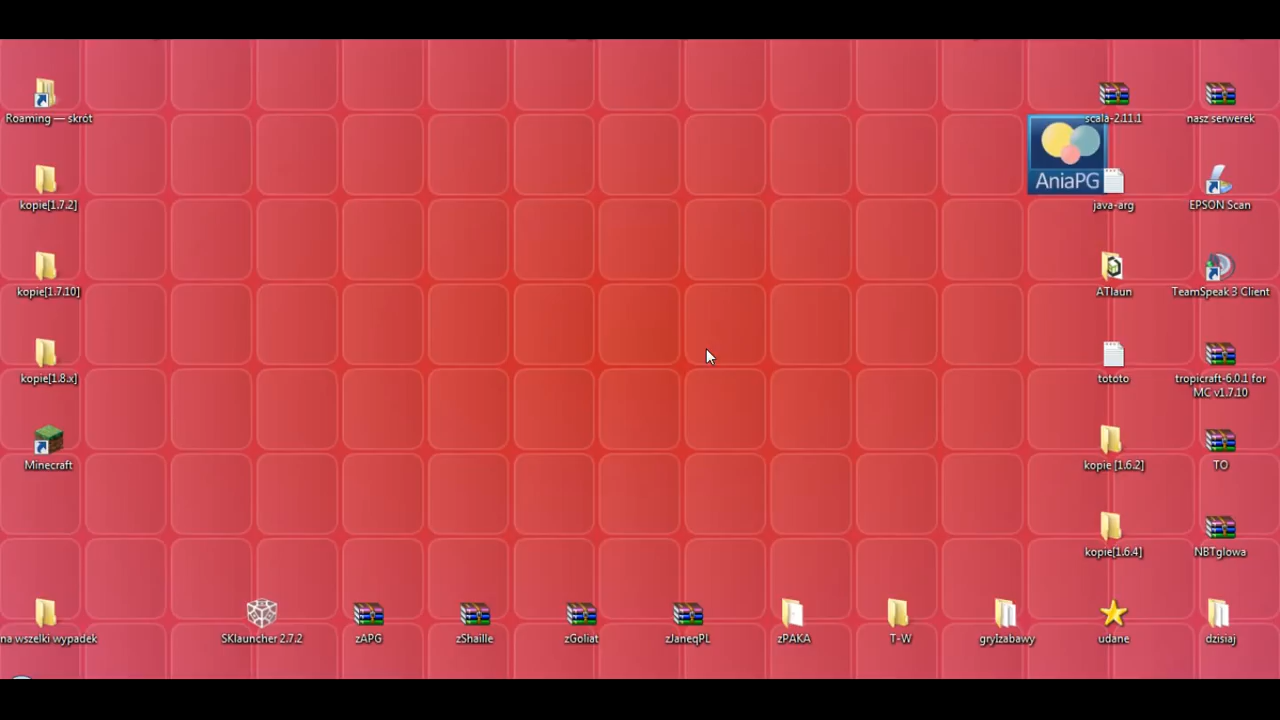 Roaming — skrót
scala-2.11.1
nasz serwerek
AniaPG
kopie[1.7.2]
java-arg
EPSON Scan
kopie[1.7.10]
ATlaun
TeamSpeak 3 Client
kopie[1.8.x]
tototo
tropicraft-6.0.1 for
MC v1.7.10
Minecraft
kopie [1.6.2]
TO
kopie[1.6.4]
NBTglowa
na wszelki wypadek
SKlauncher 2.7.2
zAPG
zShaille
zGoliat
zJaneqPL
zPAKA
T-W
gryIzabawy
udane
dzisiaj